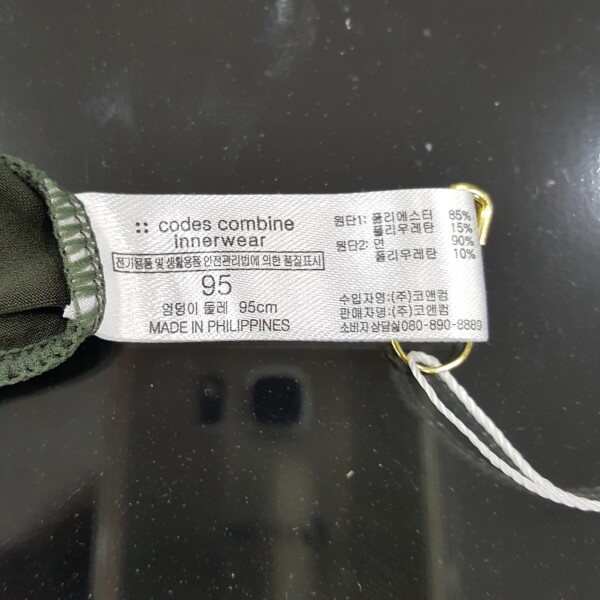 :: codes combine
innerwear
전기용품 및 생활용품 안전관리법에 의한 품질표시
95
엉덩이 둘레 95cm
MADE IN PHILIPPINES
원단1: 폴리에스터 85%
폴리우레탄 15%
원단2: 면 90%
폴리우레탄 10%
수입자명:(주)코앤컴
판매자명:(주)코앤컴
소비자상담실080-890-8889